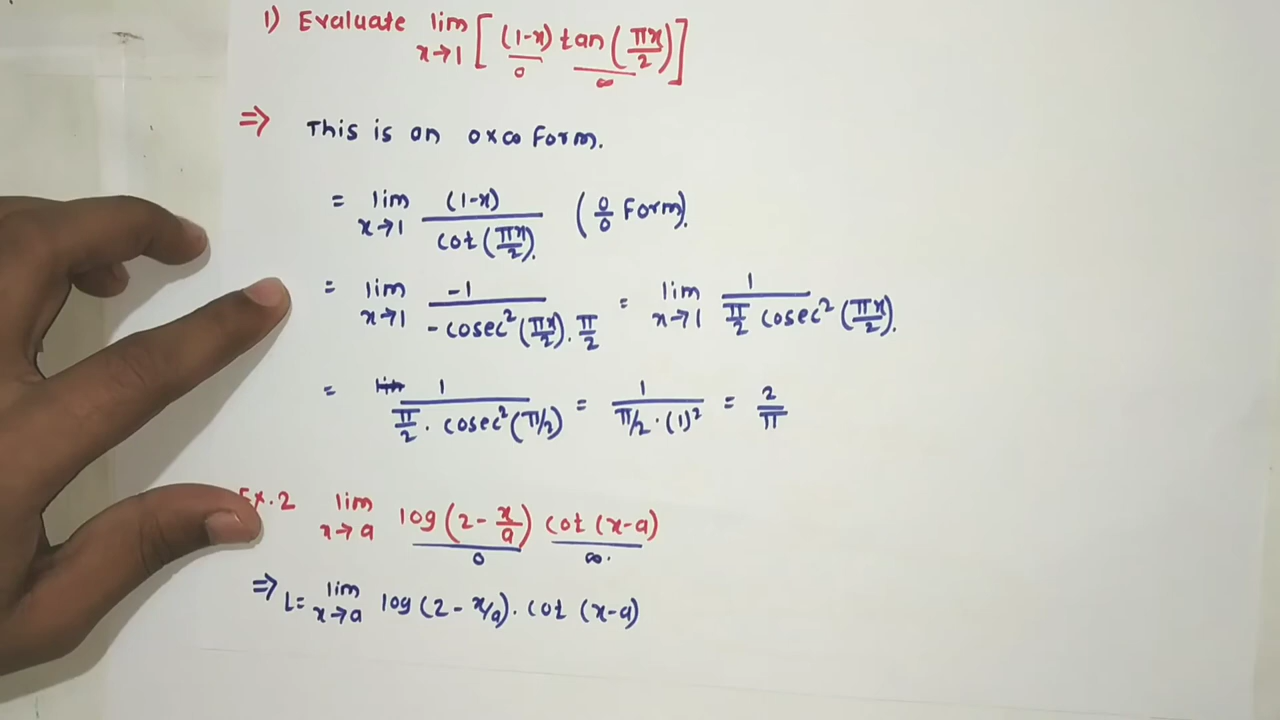 1) Evaluate lim x→1 [ (1-x) tan (πx/2) ]
0 ∞
⇒ This is an 0×∞ Form.
= lim x→1 (1-x) / cot (πx/2). (0/0 Form).
= lim x→1 -1 / - cosec² (πx/2) . π/2 = lim x→1 1 / π/2 cosec² (πx/2).
= 1 / π/2 . cosec² (π/2) = 1 / π/2 . (1)² = 2/π
Ex.2 lim x→a log (2 - x/a) cot (x-a)
0 ∞.
⇒ L = lim x→a log (2 - x/a) . cot (x-a)